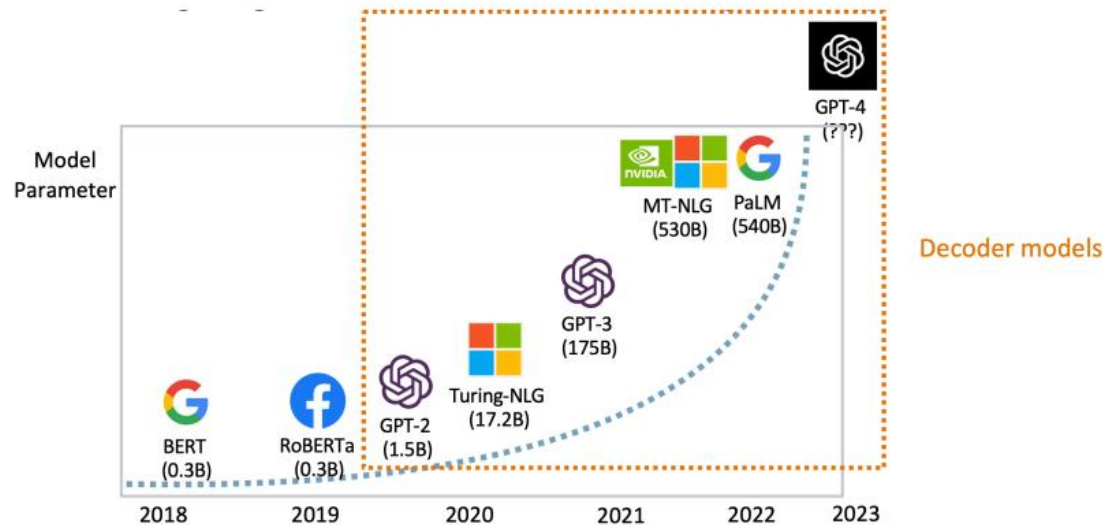 GPT-4
(???)
Model
Parameter
NVIDIA
MT-NLG
(530B)
PaLM
(540B)
Decoder models
GPT-3
(175B)
Turing-NLG
(17.2B)
GPT-2
(1.5B)
BERT
(0.3B)
RoBERTa
(0.3B)
2018
2019
2020
2021
2022
2023